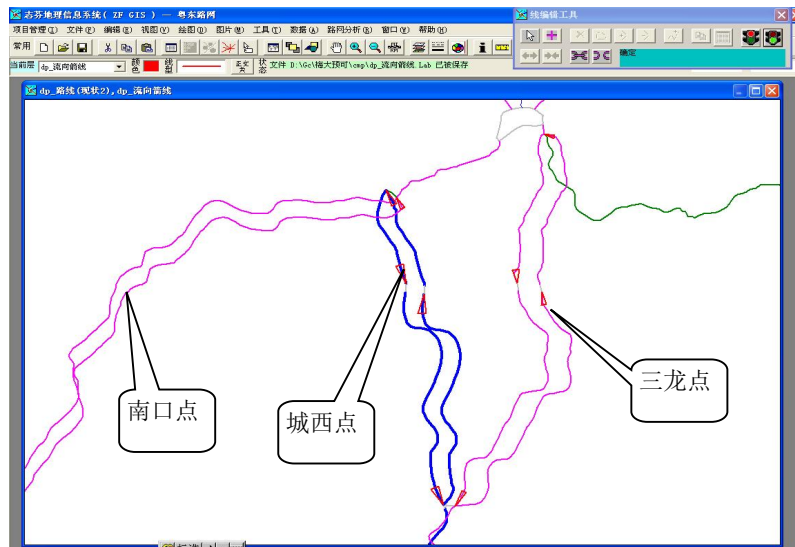 志芬地理信息系统( ZF GIS ) — 粤东路网
线编辑工具
项目管理(I) 文件(F) 编辑(E) 视图(V) 绘图(D) 图片(M) 工具(T) 数据(A) 路网分析(B) 窗口(W) 帮助(H)
常用
确定
当前层 dp_流向箭线 颜色 线型 正交关 状态 文件 D:\Gc\梅大预可\cmp\dp_流向箭线.Lab 已被保存
dp_路线(现状2),dp_流向箭线
南口点
城西点
三龙点